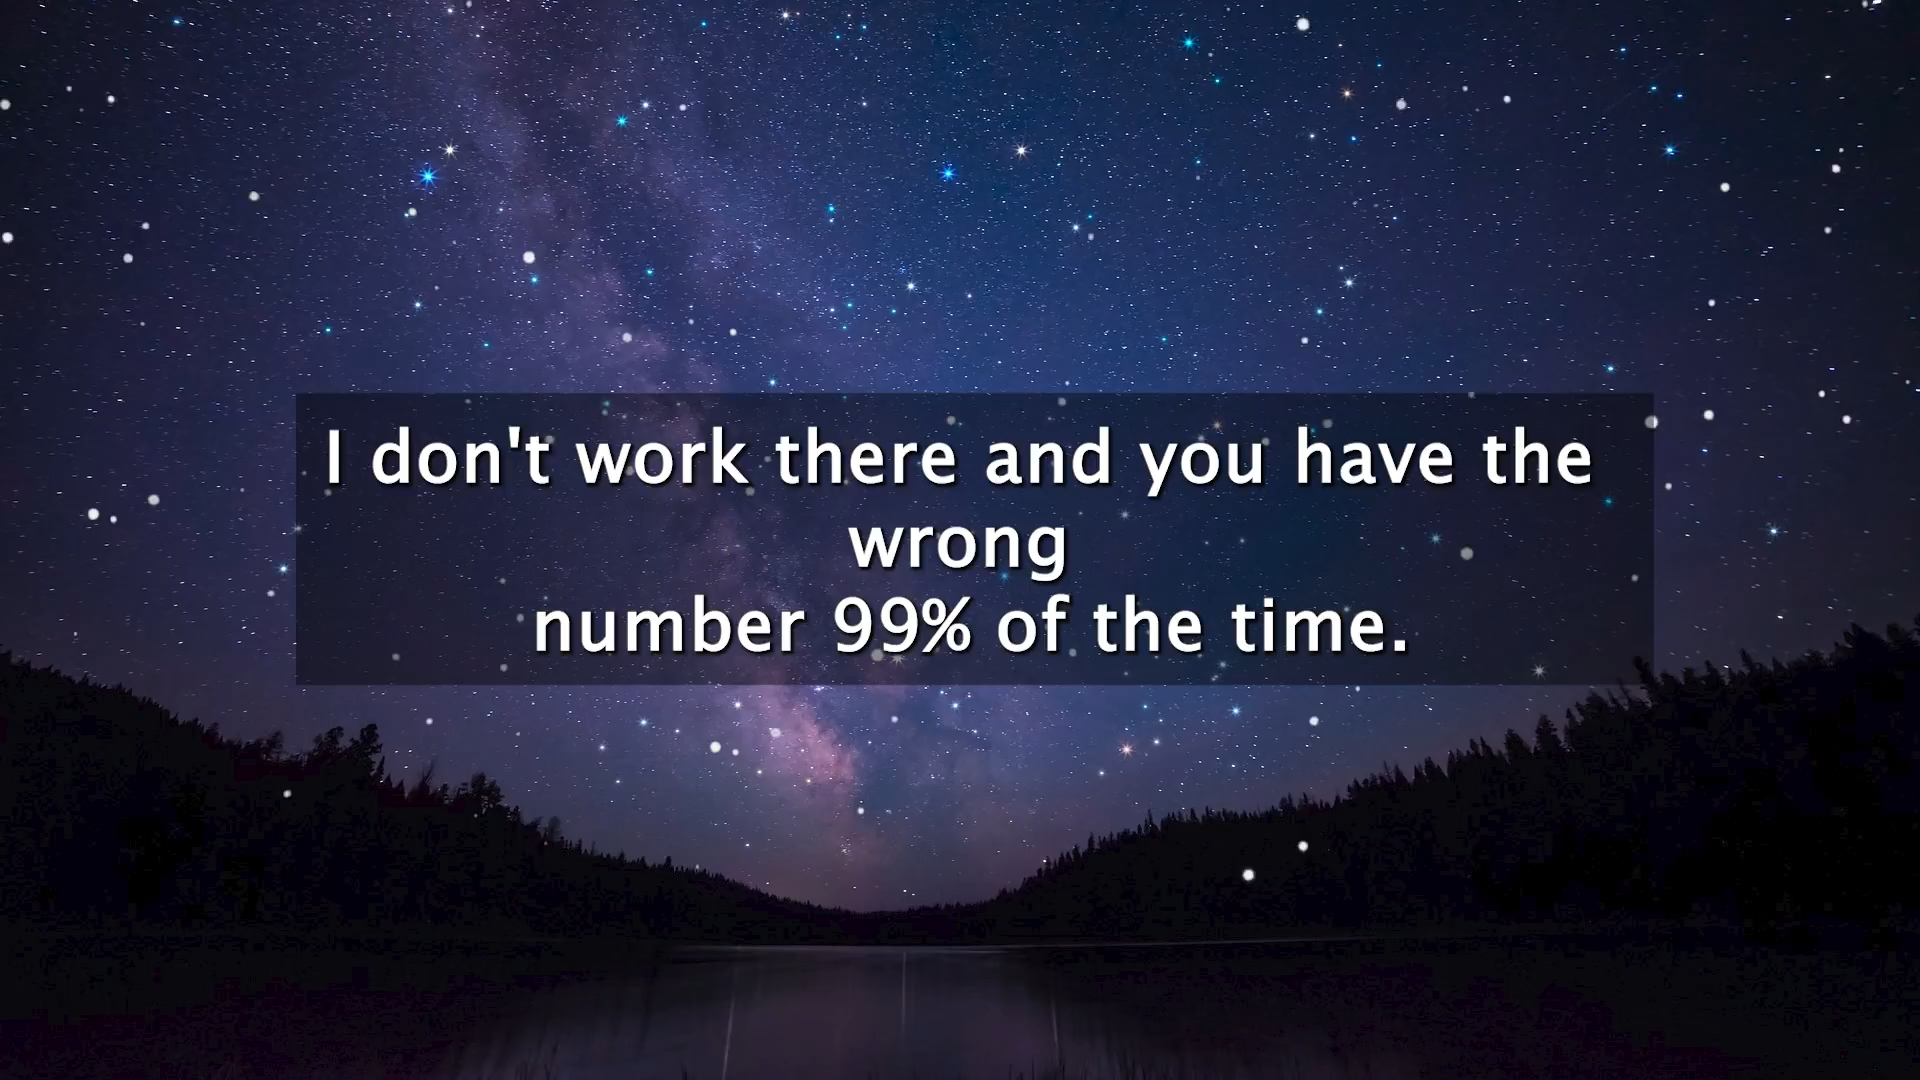 I don't work there and you have the
wrong
number 99% of the time.